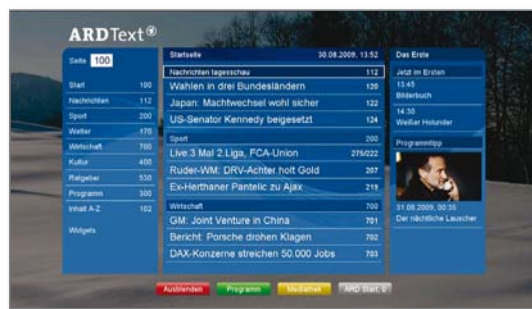 ARDText
Seite 100
Start 100
Nachrichten 112
Sport 200
Wetter 170
Wirtschaft 700
Kultur 400
Ratgeber 530
Programm 300
Inhalt A-Z 102
Widgets
Startseite 30.08.2009, 13:52
Nachrichten tagesschau 112
Wahlen in drei Bundesländern 120
Japan: Machtwechsel wohl sicher 122
US-Senator Kennedy beigesetzt 124
Sport 200
Live 3 Mal 2.Liga, FCA-Union 275/222
Ruder-WM: DRV-Achter holt Gold 207
Ex-Herthaner Pantelic zu Ajax 219
Wirtschaft 700
GM: Joint Venture in China 701
Bericht: Porsche drohen Klagen 702
DAX-Konzerne streichen 50.000 Jobs 703
Das Erste
Jetzt im Ersten
13:45
Bilderbuch
14:30
Weißer Holunder
Programmtipp
31.08.2009, 00:35
Der nächtliche Lauscher
Ausblenden Programm Mediathek ARD Start: 0